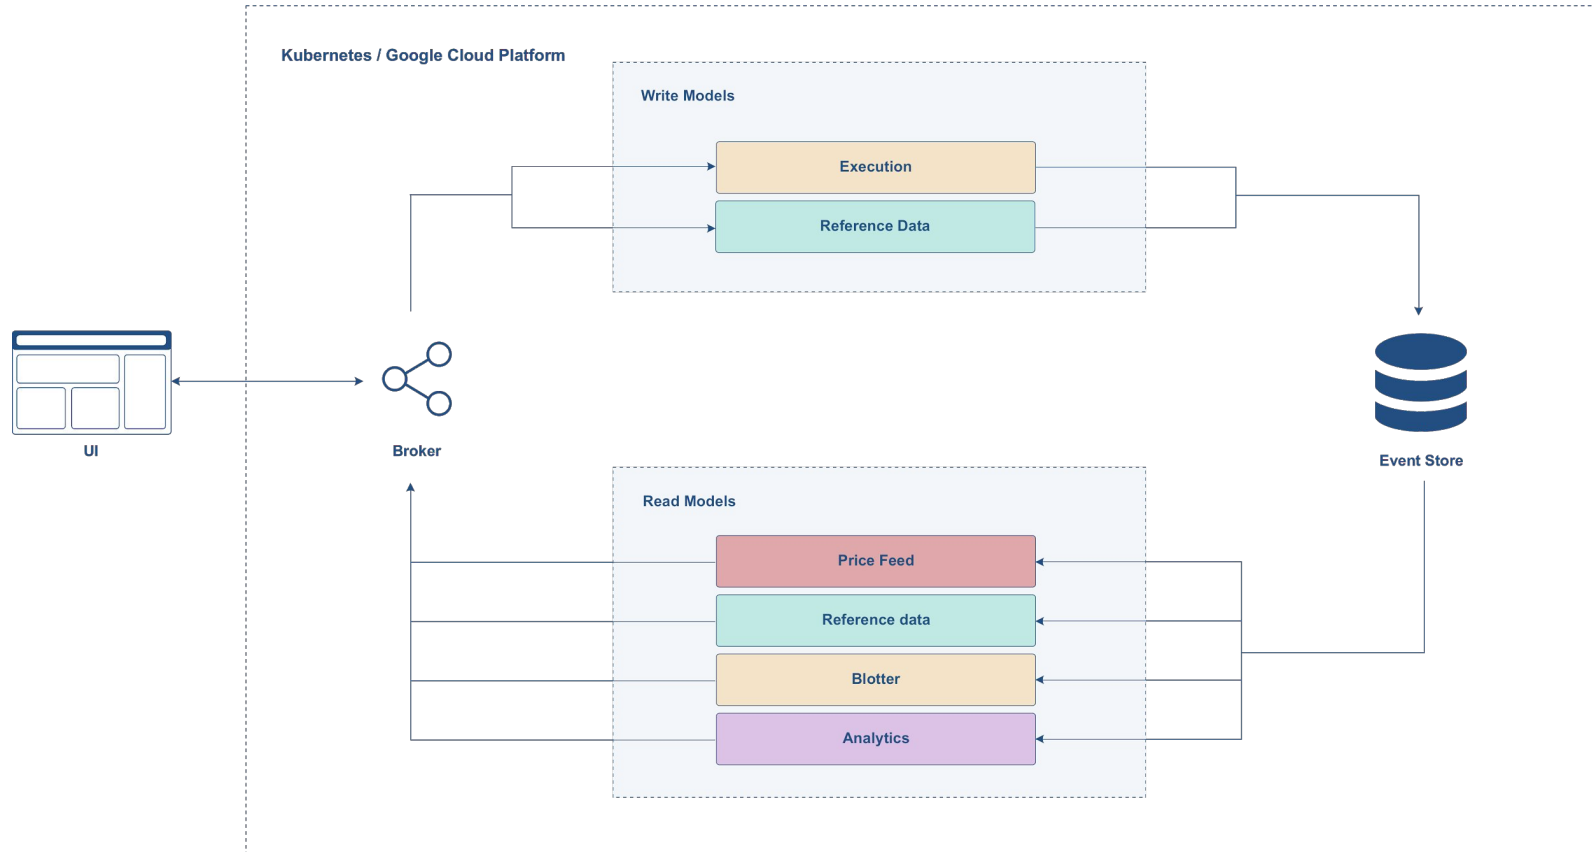 Kubernetes / Google Cloud Platform
Write Models
Execution
Reference Data
UI
Broker
Event Store
Read Models
Price Feed
Reference data
Blotter
Analytics